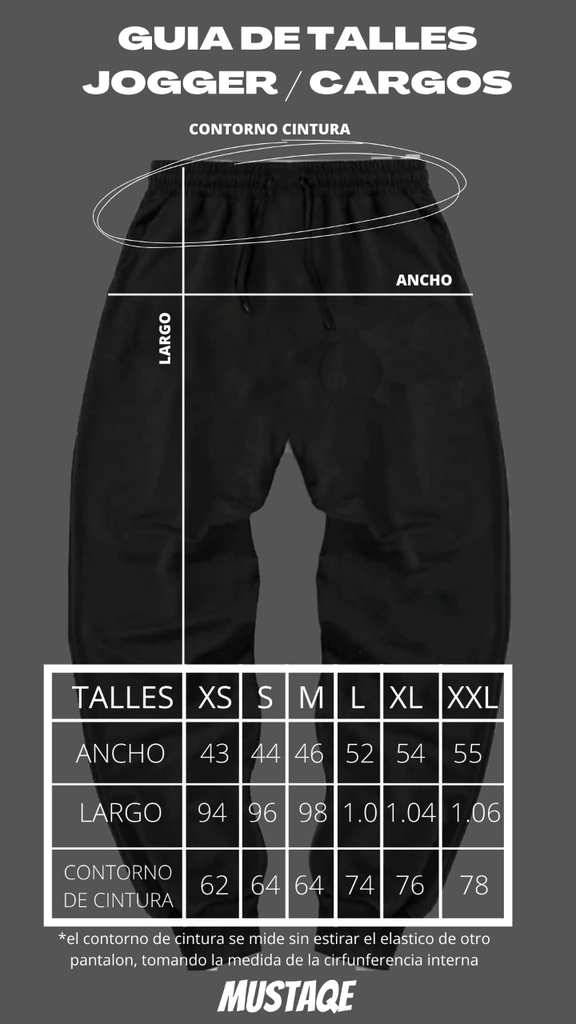 GUIA DE TALLES
JOGGER / CARGOS
CONTORNO CINTURA
ANCHO
LARGO
TALLES XS S M L XL XXL
ANCHO 43 44 46 52 54 55
LARGO 94 96 98 1.0 1.04 1.06
CONTORNO
DE CINTURA 62 64 64 74 76 78
*el contorno de cintura se mide sin estirar el elastico de otro
pantalon, tomando la medida de la cirfunferencia interna
MUSTAQE